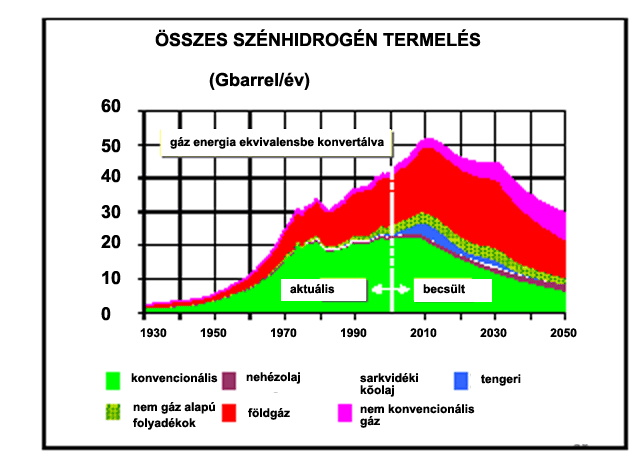 ÖSSZES SZÉNHIDROGÉN TERMELÉS
(Gbarrel/év)
60
50
40
30
20
10
0
gáz energia ekvivalensbe konvertálva
aktuális
becsült
1930
1950
1970
1990
2010
2030
2050
konvencionális
nehézolaj
sarkvidéki
kőolaj
tengeri
nem gáz alapú
folyadékok
földgáz
nem konvencionális
gáz